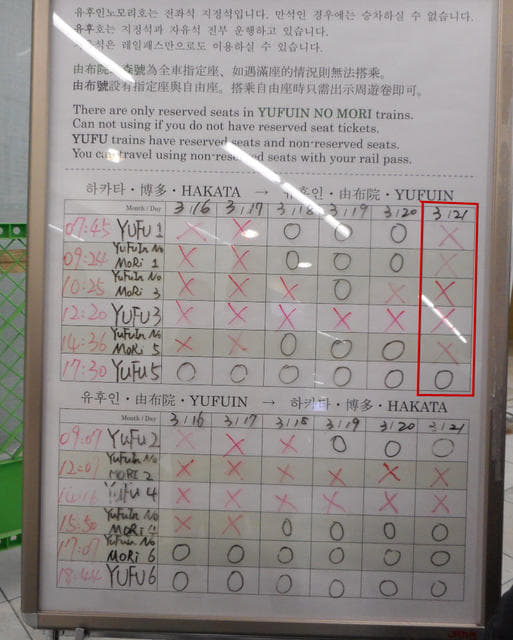 유후인노모리호는 전좌석 지정석입니다. 만석인 경우에는 승차하실 수 없습니다.
유후호는 지정석과 자유석 전부 운행하고 있습니다.
자유석은 레일패스만으로도 이용하실 수 있습니다.
由布院 森號為全車指定座、如遇滿座的情況則無法搭乘。
由布號設有指定座與自由座。搭乘自由座時只需出示周遊卷即可。
There are only reserved seats in YUFUIN NO MORI trains.
Can not using if you do not have reserved seat tickets.
YUFU trains have reserved seats and non-reserved seats.
You can travel using non-reserved seats with your rail pass.
하카타・博多・HAKATA → 유후인・由布院・YUFUIN
Month / Day 3/16 3/17 3/18 3/19 3/20 3/21
07:45 YUFU 1 X X O O O X
09:24 YufuIn No MoRi 1 X X O O O X
10:25 YufuIn No MoRi 3 X X X O X X
12:20 YUFU 3 X X X X X X
14:36 YufuIn No MoRi 5 X X O O O X
17:30 YUFU 5 O O O O O O
유후인・由布院・YUFUIN → 하카타・博多・HAKATA
Month / Day 3/16 3/17 3/18 3/19 3/20 3/21
09:07 YUFU 2 X X X O O O
12:07 YufuIn No MORI 2 X X X X X X
YUFU 4 X X X X X X
15:50 YufuIn No MORI 4 X X O O O O
17:07 YufuIn No MORI 6 O O O O O O
18:44 YUFU 6 O O O O O O